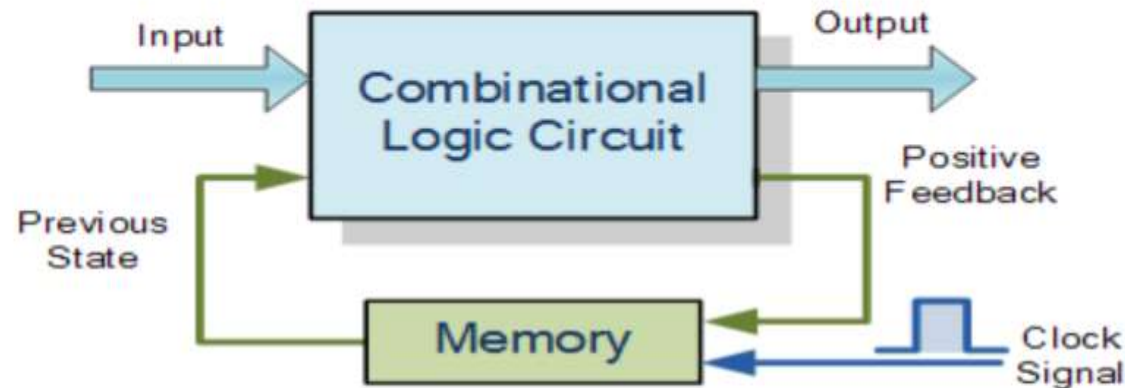 Input
Output
Combinational
Logic Circuit
Positive
Feedback
Previous
State
Memory
Clock
Signal